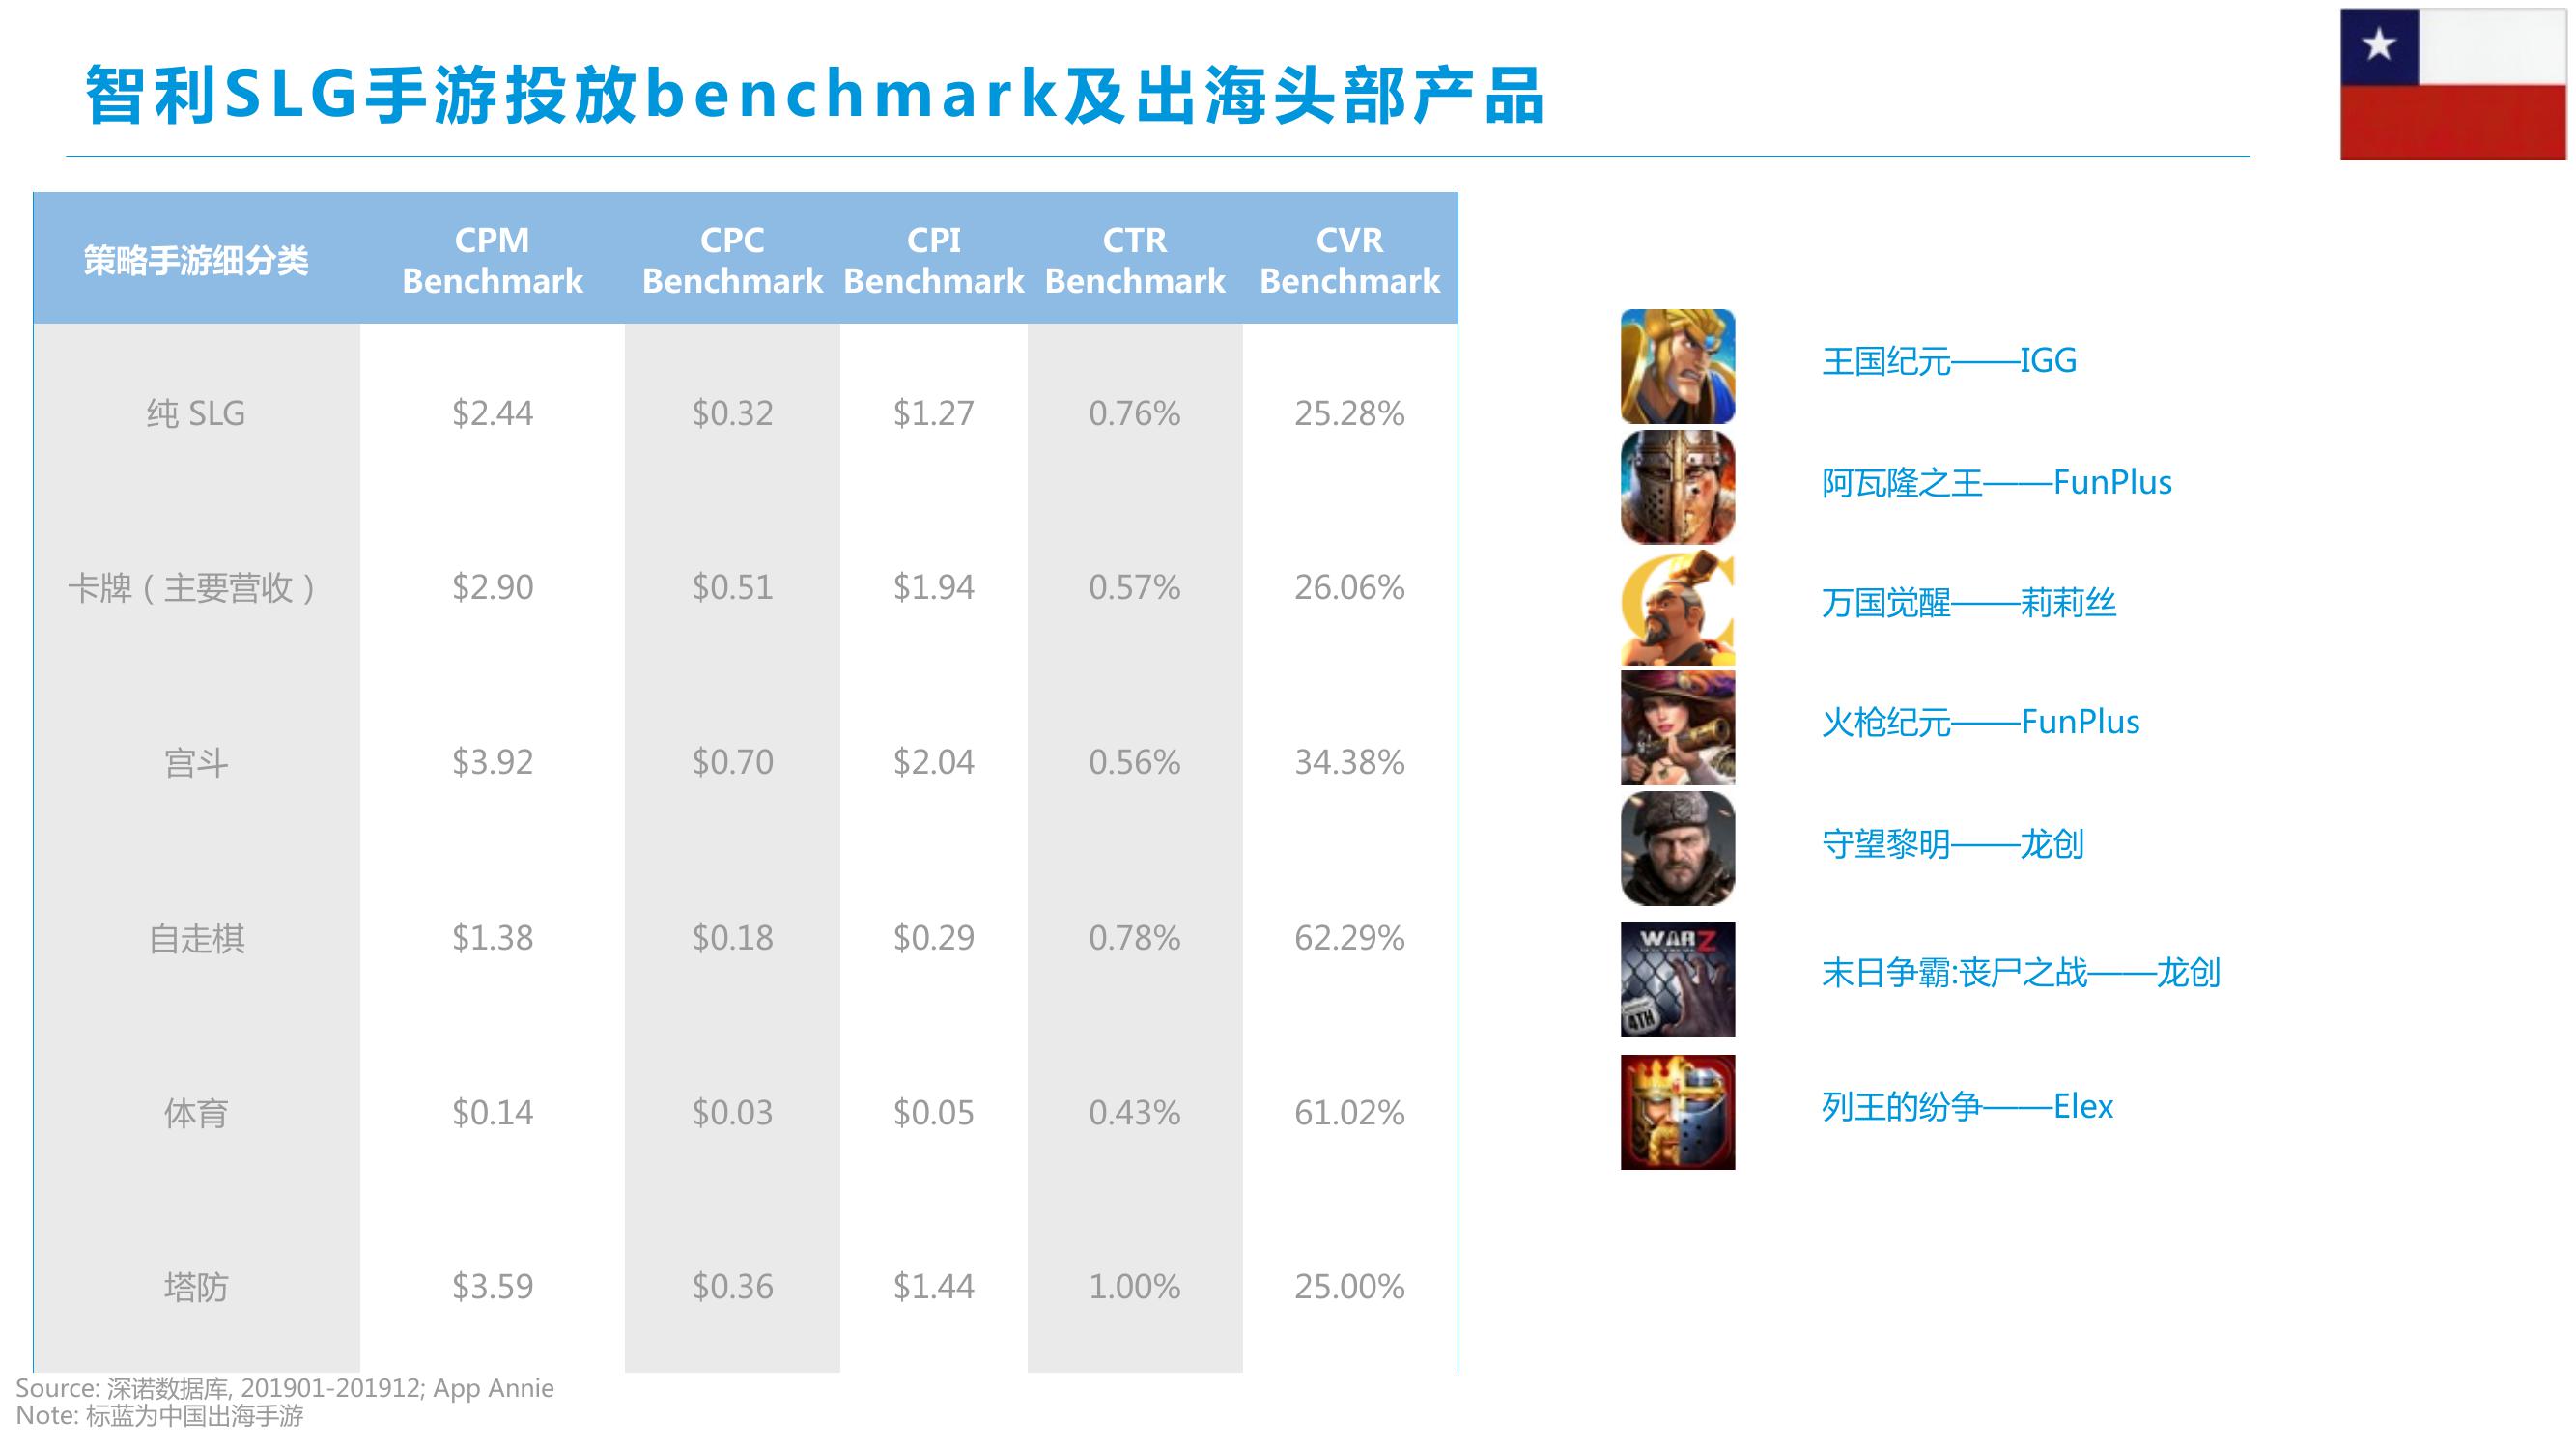 智利SLG手游投放benchmark及出海头部产品
策略手游细分类 CPM Benchmark CPC Benchmark CPI Benchmark CTR Benchmark CVR Benchmark
纯 SLG $2.44 $0.32 $1.27 0.76% 25.28%
卡牌（主要营收） $2.90 $0.51 $1.94 0.57% 26.06%
宫斗 $3.92 $0.70 $2.04 0.56% 34.38%
自走棋 $1.38 $0.18 $0.29 0.78% 62.29%
体育 $0.14 $0.03 $0.05 0.43% 61.02%
塔防 $3.59 $0.36 $1.44 1.00% 25.00%
王国纪元——IGG
阿瓦隆之王——FunPlus
万国觉醒——莉莉丝
火枪纪元——FunPlus
守望黎明——龙创
WARZ
4TH
末日争霸:丧尸之战——龙创
列王的纷争——Elex
Source: 深诺数据库, 201901-201912; App Annie
Note: 标蓝为中国出海手游